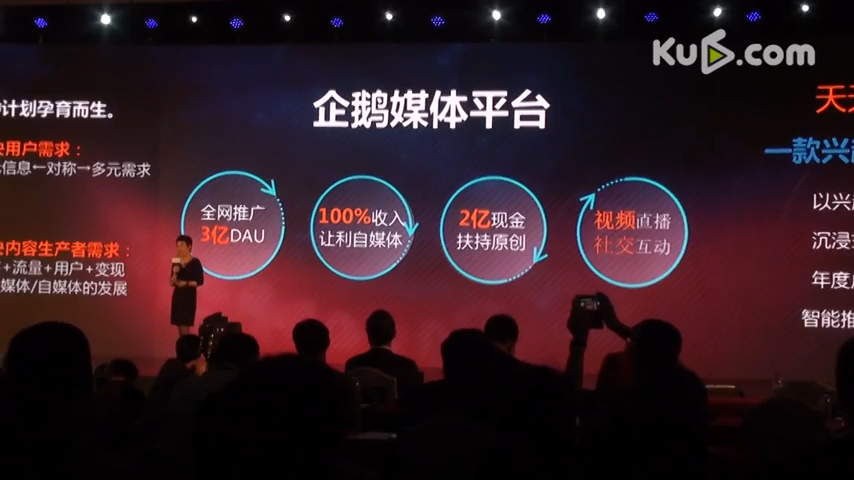 Ku6.com
企鹅媒体平台
计划孕育而生。
用户需求：
信息←对称→多元需求
内容生产者需求：
+流量+用户+变现
媒体/自媒体的发展
全网推广
3亿DAU
100%收入
让利自媒体
2亿现金
扶持原创
视频直播
社交互动
天
一款兴
以兴
沉浸
年度
智能推